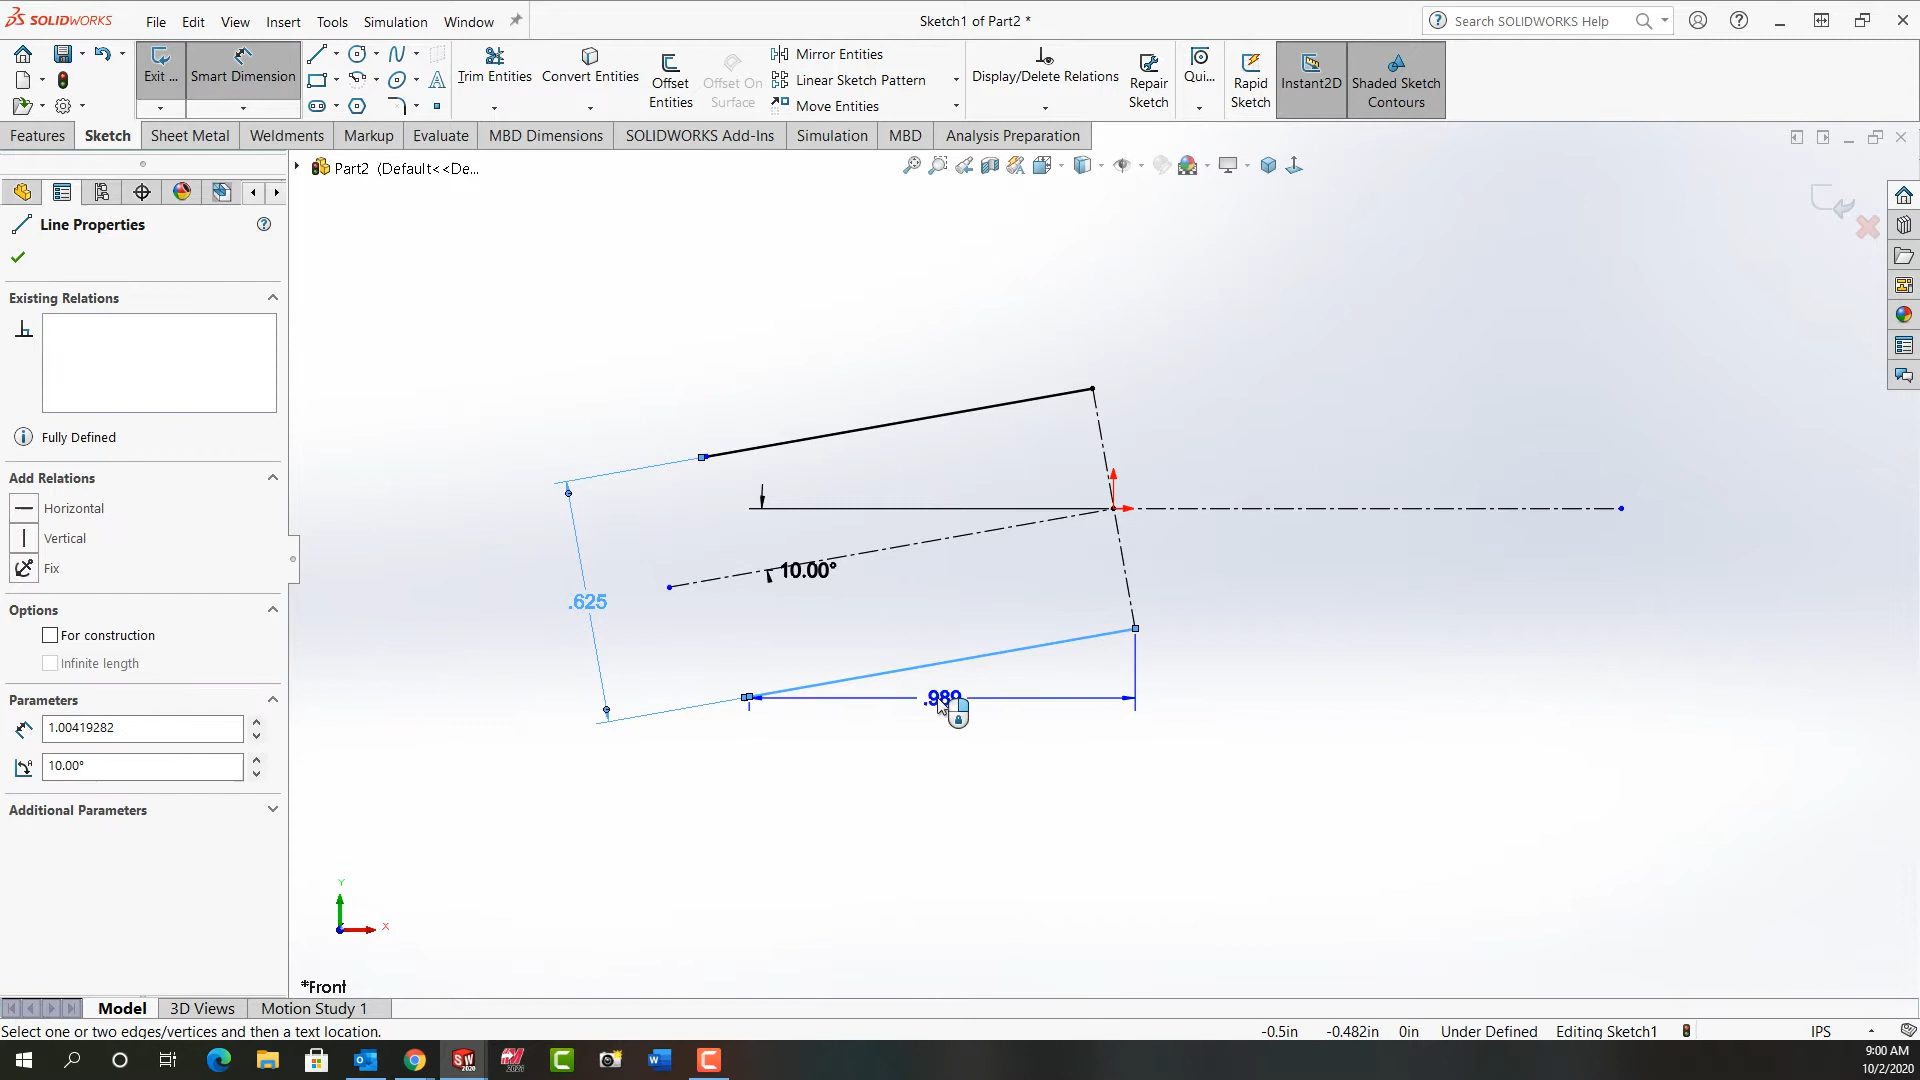 SOLIDWORKS
File Edit View Insert Tools Simulation Window
Sketch1 of Part2 *
Search SOLIDWORKS Help
Exit ...
Smart Dimension
Trim Entities
Convert Entities
Offset Entities
Offset On Surface
Mirror Entities
Linear Sketch Pattern
Move Entities
Display/Delete Relations
Repair Sketch
Qui...
Rapid Sketch
Instant2D
Shaded Sketch Contours
Features Sketch Sheet Metal Weldments Markup Evaluate MBD Dimensions SOLIDWORKS Add-Ins Simulation MBD Analysis Preparation
Part2 (Default<<De...
Line Properties
Existing Relations
Fully Defined
Add Relations
Horizontal
Vertical
Fix
Options
For construction
Infinite length
Parameters
1.00419282
10.00°
Additional Parameters
.625
10.00°
.989
Y
X
*Front
Model 3D Views Motion Study 1
Select one or two edges/vertices and then a text location.
-0.5in -0.482in 0in Under Defined Editing Sketch1 IPS
SW 2020
2021
9:00 AM
10/2/2020